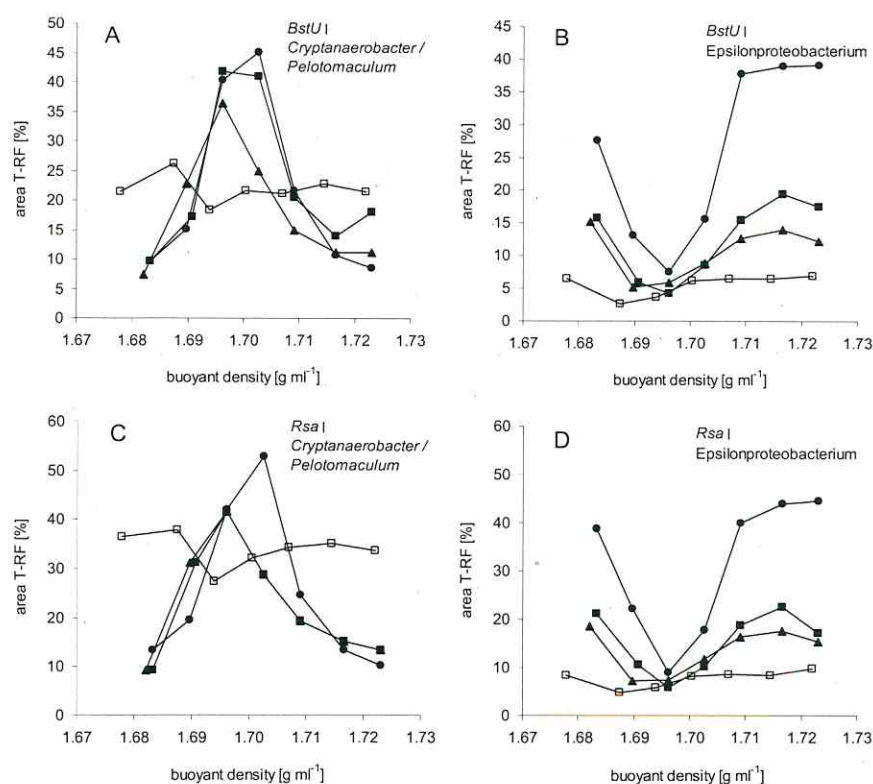 A
BstU I
Cryptanaerobacter /
Pelotomaculum
area T-RF [%]
50
45
40
35
30
25
20
15
10
5
0
1.67 1.68 1.69 1.70 1.71 1.72 1.73
buoyant density [g ml-1]
B
BstU I
Epsilonproteobacterium
area T-RF [%]
45
40
35
30
25
20
15
10
5
0
1.67 1.68 1.69 1.70 1.71 1.72 1.73
buoyant density [g ml-1]
C
Rsa I
Cryptanaerobacter /
Pelotomaculum
area T-RF [%]
60
50
40
30
20
10
0
1.67 1.68 1.69 1.70 1.71 1.72 1.73
buoyant density [g ml-1]
D
Rsa I
Epsilonproteobacterium
area T-RF [%]
60
50
40
30
20
10
0
1.67 1.68 1.69 1.70 1.71 1.72 1.73
buoyant density [g ml-1]